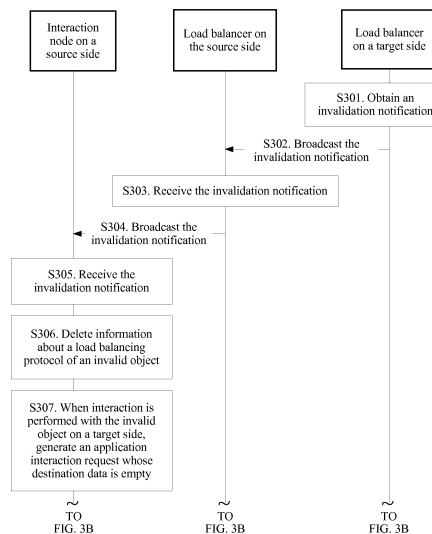 Interaction
node on a
source side
Load balancer on
the source side
Load balancer
on a target side
S301. Obtain an
invalidation notification
S302. Broadcast the
invalidation notification
S303. Receive the invalidation notification
S304. Broadcast the
invalidation notification
S305. Receive the
invalidation notification
S306. Delete information
about a load balancing
protocol of an invalid object
S307. When interaction is
performed with the invalid
object on a target side,
generate an application
interaction request whose
destination data is empty
~
TO
FIG. 3B
~
TO
FIG. 3B
~
TO
FIG. 3B